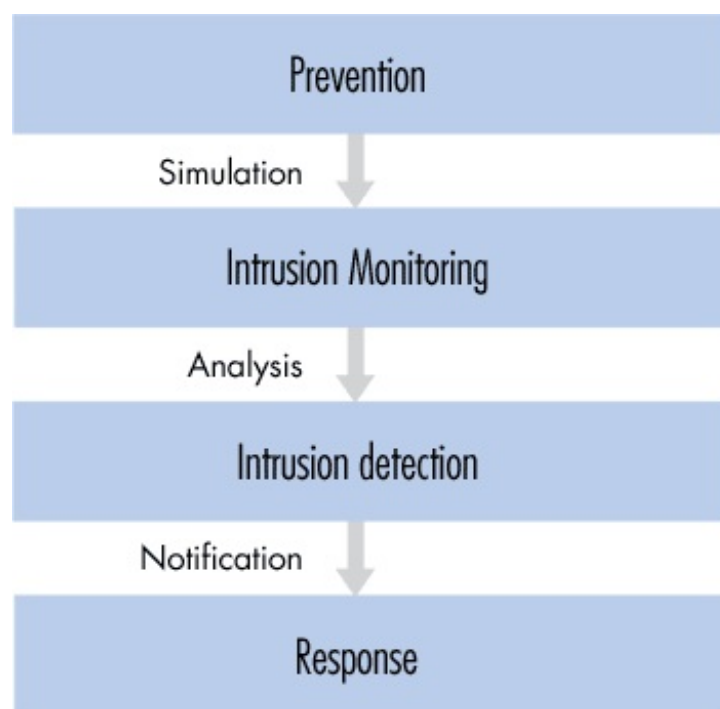 Prevention
Simulation
Intrusion Monitoring
Analysis
Intrusion detection
Notification
Response